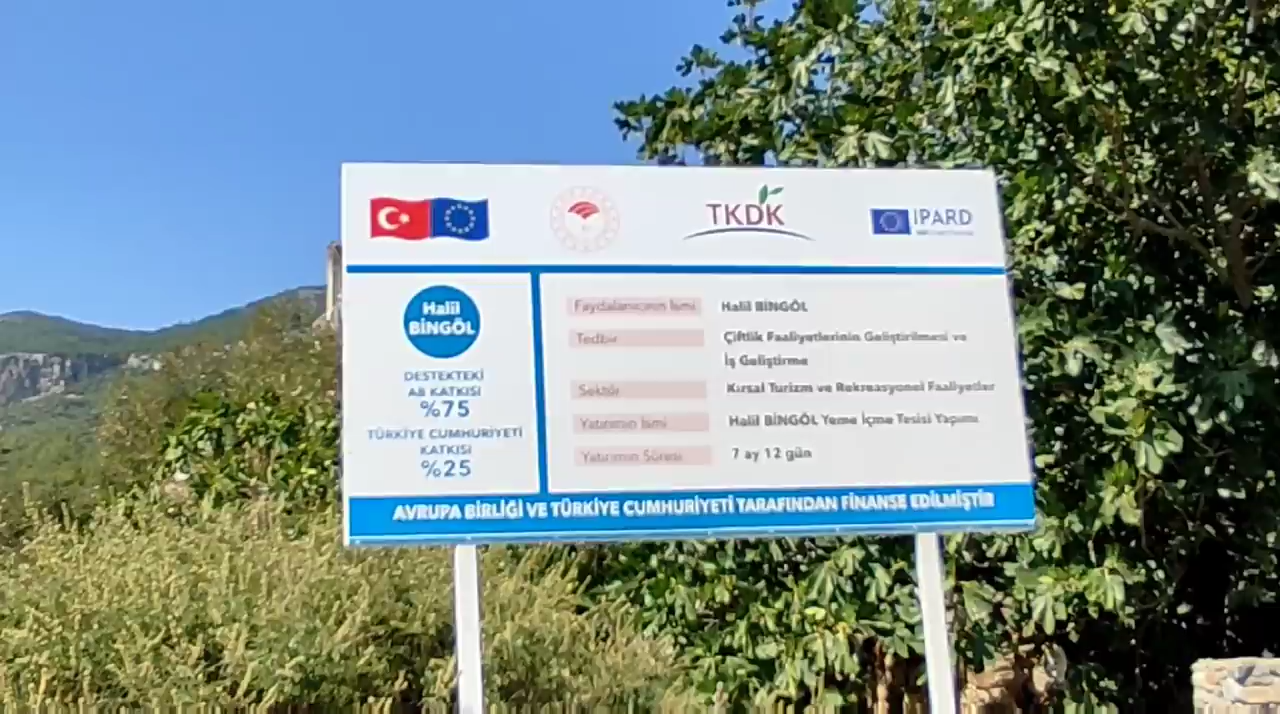 TKDK
IPARD
Halil
BİNGÖL
DESTEKTEKİ
AB KATKISI
%75
TÜRKİYE CUMHURİYETİ
KATKISI
%25
Faydalanıcının İsmi Halil BİNGÖL
Tedbir Çiftlik Faaliyetlerinin Geliştirilmesi ve
İş Geliştirme
Sektör Kırsal Turizm ve Rekreasyonel Faaliyetler
Yatırımın İsmi Halil BİNGÖL Yeme İçme Tesisi Yapımı
Yatırımın Süresi 7 ay 12 gün
AVRUPA BİRLİĞİ VE TÜRKİYE CUMHURİYETİ TARAFINDAN FİNANSE EDİLMİŞTİR